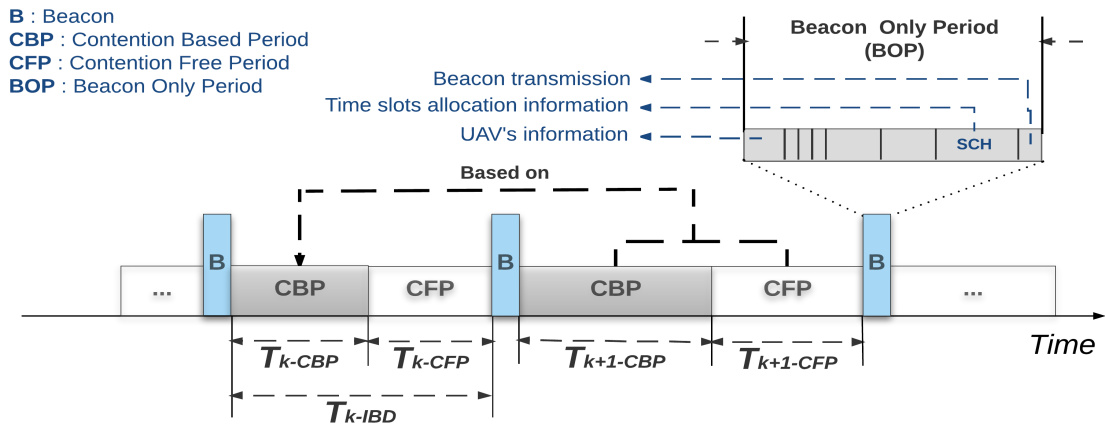 B : Beacon
CBP : Contention Based Period
CFP : Contention Free Period
BOP : Beacon Only Period
Beacon Only Period
(BOP)
Beacon transmission
Time slots allocation information
UAV's information
SCH
Based on
... B CBP CFP B CBP CFP B ...
Time
Tk-CBP Tk-CFP Tk+1-CBP Tk+1-CFP
Tk-IBD